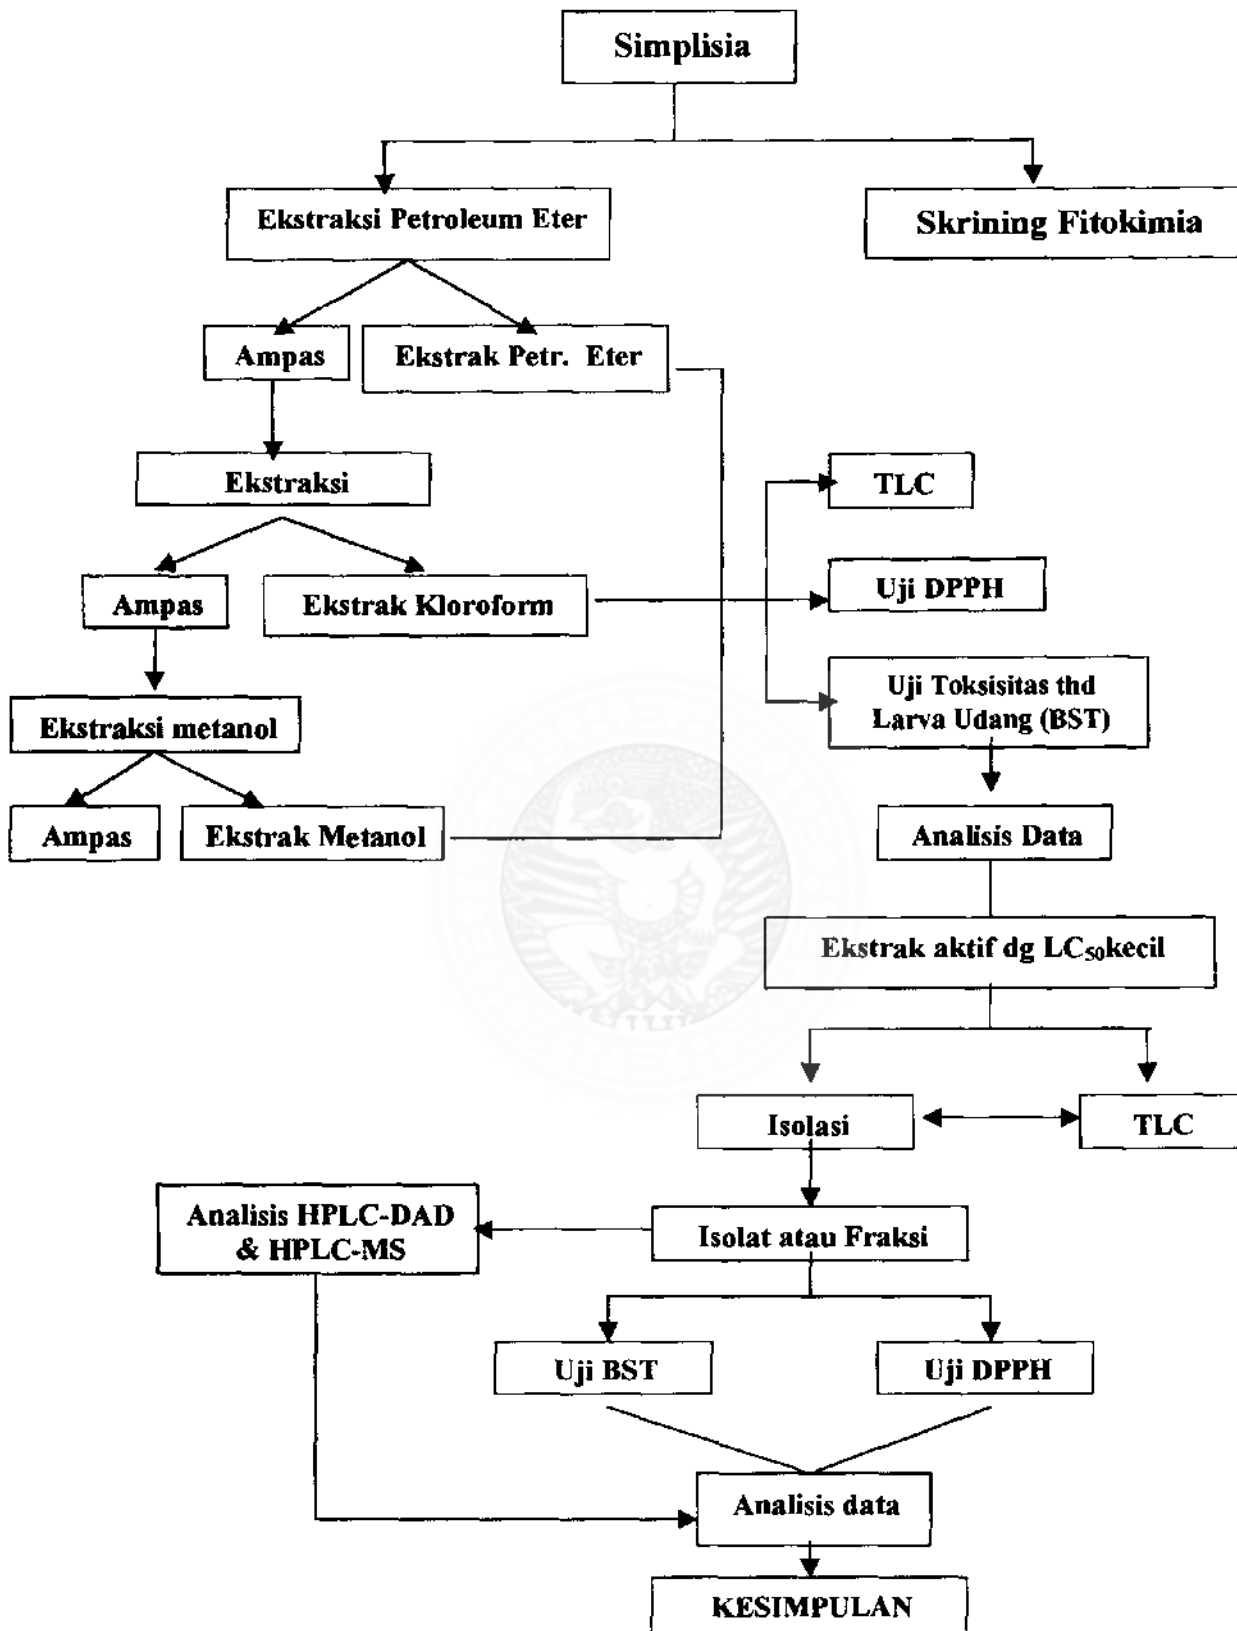 Simplisia
Ekstraksi Petroleum Eter
Skrining Fitokimia
Ampas
Ekstrak Petr. Eter
Ekstraksi
TLC
Ampas
Ekstrak Kloroform
Uji DPPH
Uji Toksisitas thd
Larva Udang (BST)
Ekstraksi metanol
Ampas
Ekstrak Metanol
Analisis Data
Ekstrak aktif dg LC₅₀kecil
Isolasi
TLC
Analisis HPLC-DAD
& HPLC-MS
Isolat atau Fraksi
Uji BST
Uji DPPH
Analisis data
KESIMPULAN